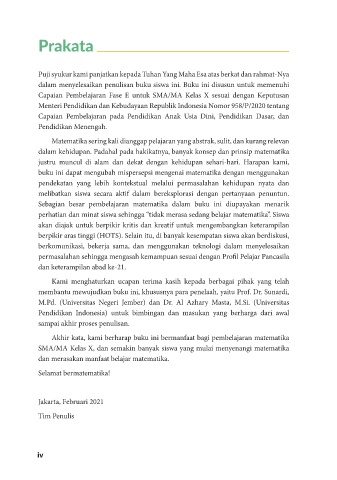 Prakata
Puji syukur kami panjatkan kepada Tuhan Yang Maha Esa atas berkat dan rahmat-Nya
dalam menyelesaikan penulisan buku siswa ini. Buku ini disusun untuk memenuhi
Capaian Pembelajaran Fase E untuk SMA/MA Kelas X sesuai dengan Keputusan
Menteri Pendidikan dan Kebudayaan Republik Indonesia Nomor 958/P/2020 tentang
Capaian Pembelajaran pada Pendidikan Anak Usia Dini, Pendidikan Dasar, dan
Pendidikan Menengah.
Matematika sering kali dianggap pelajaran yang abstrak, sulit, dan kurang relevan
dalam kehidupan. Padahal pada hakikatnya, banyak konsep dan prinsip matematika
justru muncul di alam dan dekat dengan kehidupan sehari-hari. Harapan kami,
buku ini dapat mengubah mispersepsi mengenai matematika dengan menggunakan
pendekatan yang lebih kontekstual melalui permasalahan kehidupan nyata dan
melibatkan siswa secara aktif dalam bereksplorasi dengan pertanyaan penuntun.
Sebagian besar pembelajaran matematika dalam buku ini diupayakan menarik
perhatian dan minat siswa sehingga “tidak merasa sedang belajar matematika”. Siswa
akan diajak untuk berpikir kritis dan kreatif untuk mengembangkan keterampilan
berpikir aras tinggi (HOTS). Selain itu, di banyak kesempatan siswa akan berdiskusi,
berkomunikasi, bekerja sama, dan menggunakan teknologi dalam menyelesaikan
permasalahan sehingga mengasah kemampuan sesuai dengan Profil Pelajar Pancasila
dan keterampilan abad ke-21.
Kami menghaturkan ucapan terima kasih kepada berbagai pihak yang telah
membantu mewujudkan buku ini, khususnya para penelaah, yaitu Prof. Dr. Sunardi,
M.Pd. (Universitas Negeri Jember) dan Dr. Al Azhary Masta, M.Si. (Universitas
Pendidikan Indonesia) untuk bimbingan dan masukan yang berharga dari awal
sampai akhir proses penulisan.
Akhir kata, kami berharap buku ini bermanfaat bagi pembelajaran matematika
SMA/MA Kelas X, dan semakin banyak siswa yang mulai menyenangi matematika
dan merasakan manfaat belajar matematika.
Selamat bermatematika!
Jakarta, Februari 2021
Tim Penulis
iv